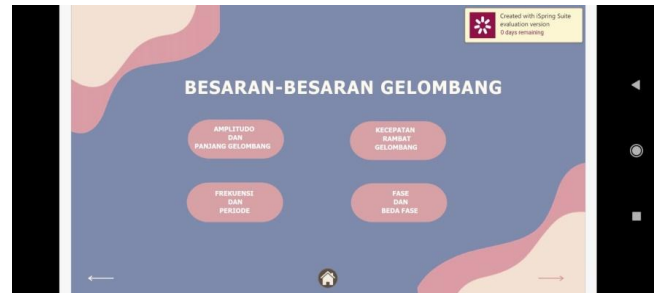 Created with iSpring Suite
evaluation version
0 days remaining
BESARAN-BESARAN GELOMBANG
AMPLITUDO
DAN
PANJANG GELOMBANG
KECEPATAN
RAMBAT
GELOMBANG
FREKUENSI
DAN
PERIODE
FASE
DAN
BEDA FASE